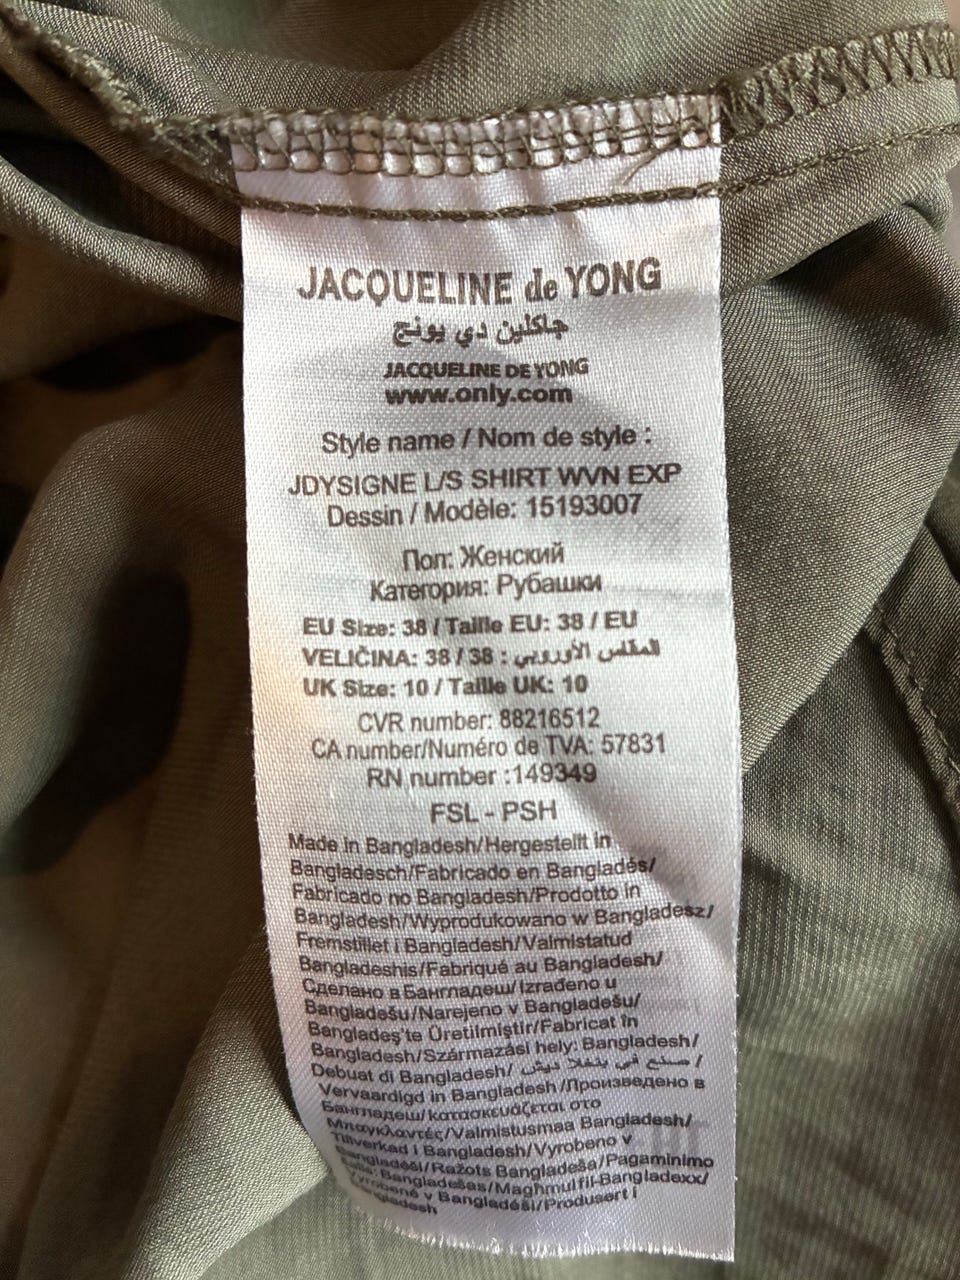 JACQUELINE de YONG
جاكلين دي يونج
JACQUELINE DE YONG
www.only.com
Style name / Nom de style :
JDYSIGNE L/S SHIRT WVN EXP
Dessin / Modèle: 15193007
Пол: Женский
Категория: Рубашки
EU Size: 38 / Taille EU: 38 / EU
VELIČINA: 38 / 38 : المقاس الأوروبي
UK Size: 10 / Taille UK: 10
CVR number: 88216512
CA number/Numéro de TVA: 57831
RN number :149349
FSL - PSH
Made in Bangladesh/Hergestellt in
Bangladesch/Fabricado en Bangladés/
Fabricado no Bangladesh/Prodotto in
Bangladesh/Wyprodukowano w Bangladesz/
Fremstillet i Bangladesh/Valmistatud
Bangladeshis/Fabriqué au Bangladesh/
Сделано в Бангладеш/Izrađeno u
Bangladešu/Narejeno v Bangladešu/
Bangladeş'te Üretilmiştir/Fabricat în
Bangladesh/Származási hely: Bangladesh/
Debuat di Bangladesh/ صنع في بنغلا ديش /
Vervaardigd in Bangladesh/Произведено в
Бангладеш/κατασκευάζεται στο
Μπαγκλαντές/Valmistusmaa Bangladesh/
Tillverkad i Bangladesh/Vyrobeno v
Bangladéši/Ražots Bangladeša/Pagaminimo
šalis: Bangladešas/Magħmul fil-Bangladexx/
Vyrobené v Bangladéši/Produsert i
Bangladesh